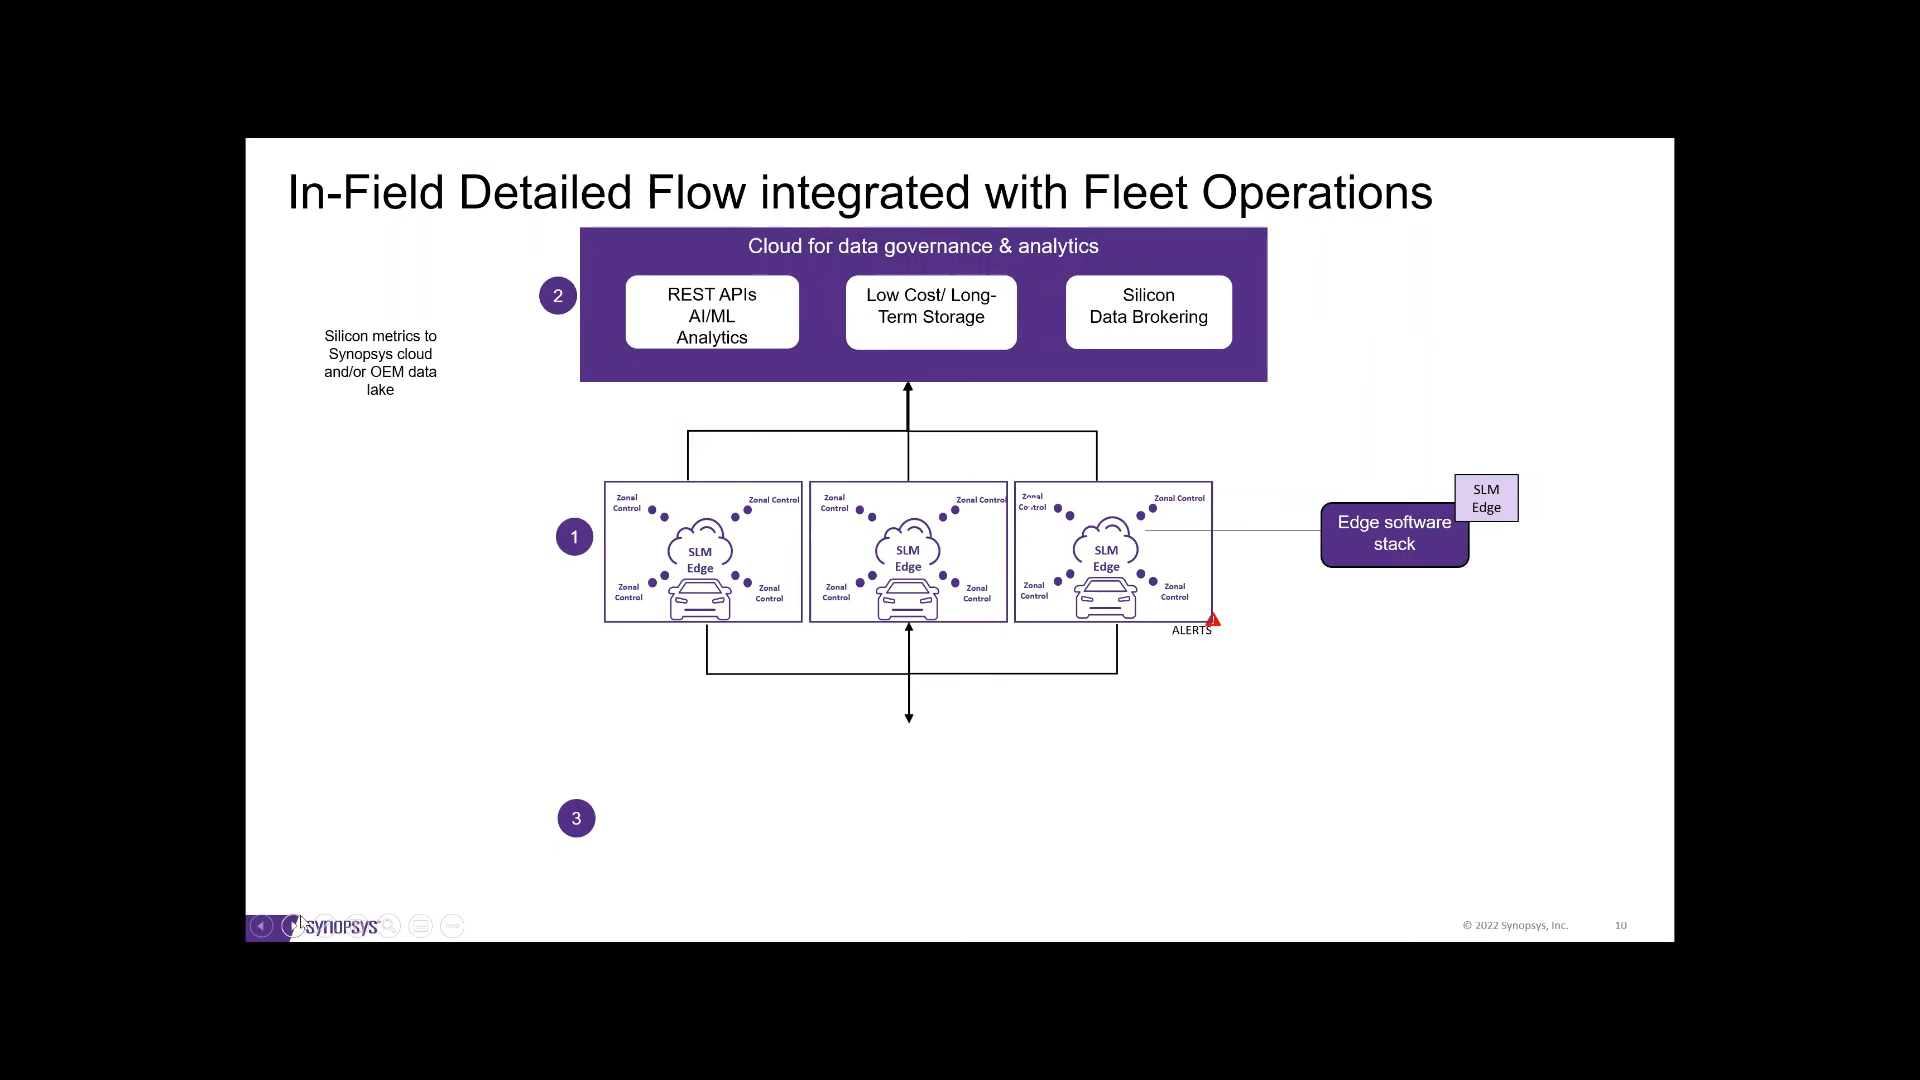 In-Field Detailed Flow integrated with Fleet Operations
Cloud for data governance & analytics
2
REST APIs
AI/ML
Analytics
Low Cost/ Long-
Term Storage
Silicon
Data Brokering
Silicon metrics to
Synopsys cloud
and/or OEM data
lake
1
Zonal
Control
Zonal Control
SLM
Edge
Zonal
Control
Zonal
Control
Zonal
Control
Zonal Control
SLM
Edge
Zonal
Control
Zonal
Control
Zonal
Control
Zonal Control
SLM
Edge
Zonal
Control
Zonal
Control
ALERTS
Edge software
stack
SLM
Edge
3
SYNOPSYS
© 2022 Synopsys, Inc.
10